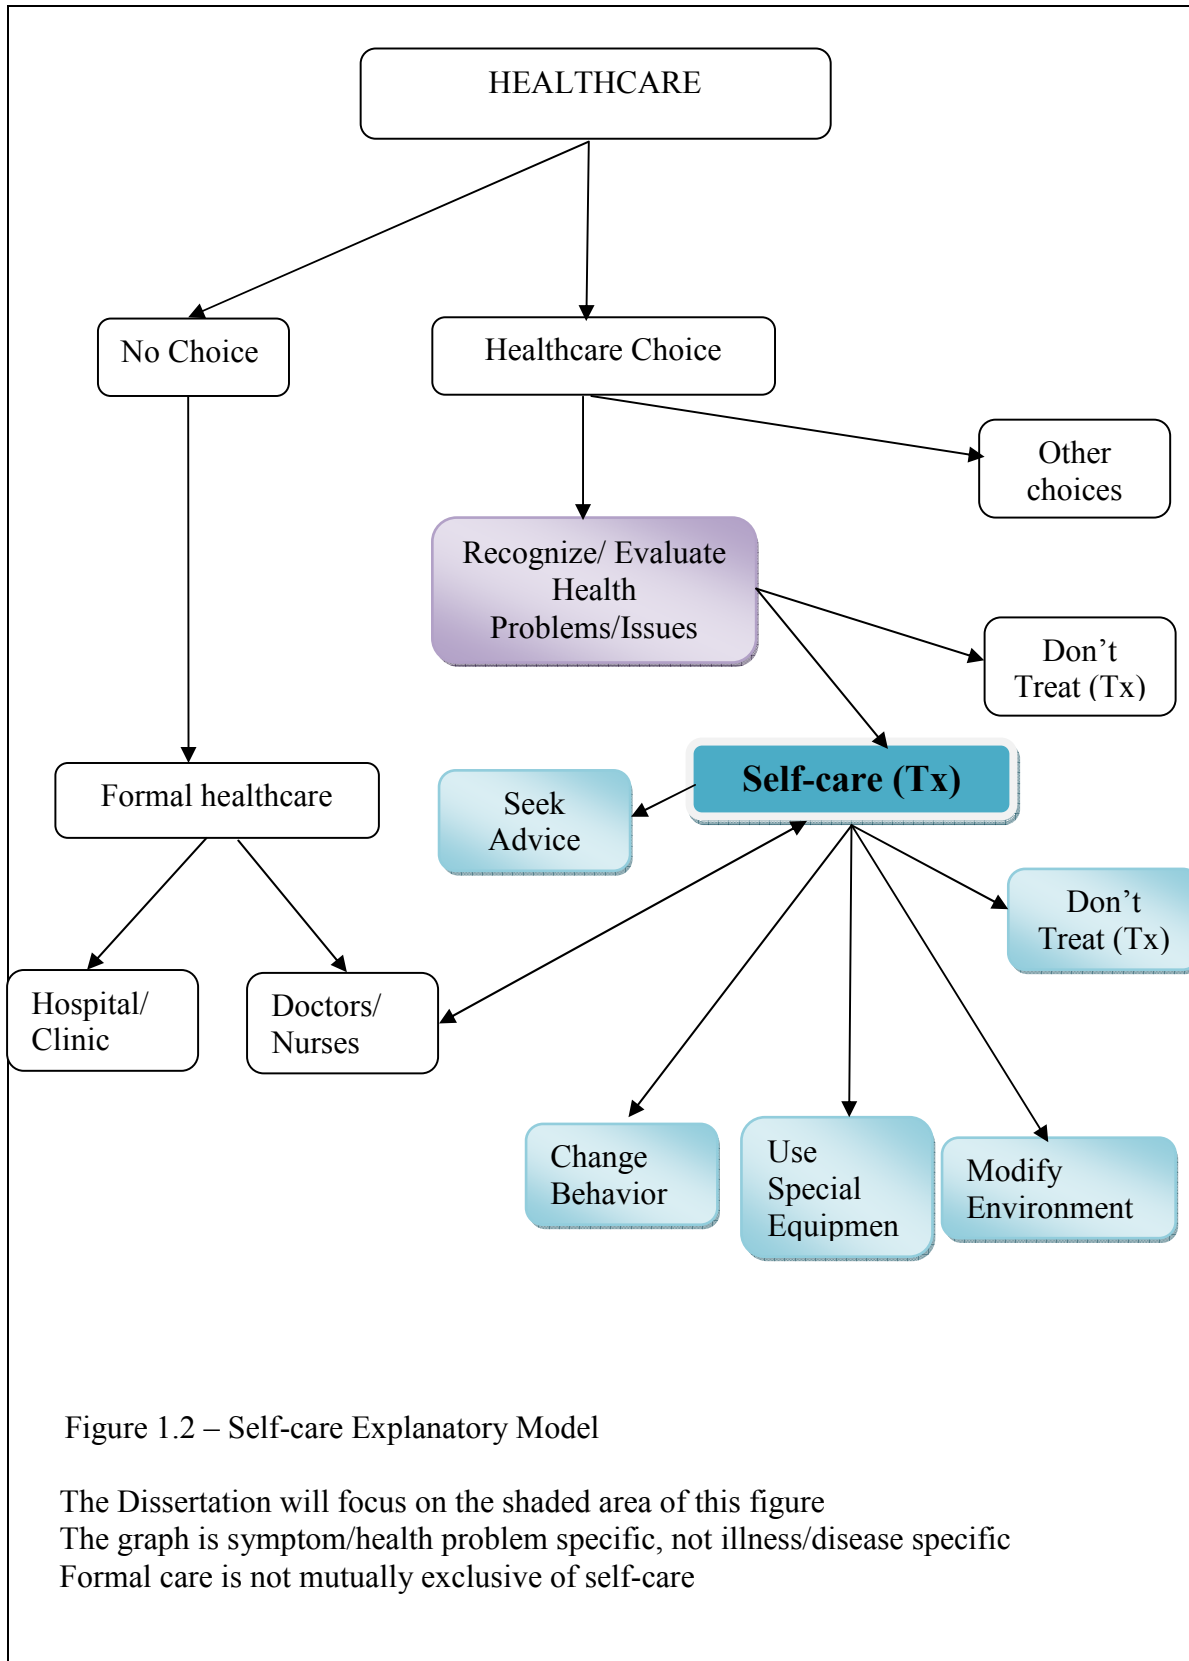 HEALTHCARE
No Choice
Healthcare Choice
Other
choices
Recognize/ Evaluate
Health
Problems/Issues
Don’t
Treat (Tx)
Formal healthcare
Seek
Advice
Self-care (Tx)
Don’t
Treat (Tx)
Hospital/
Clinic
Doctors/
Nurses
Change
Behavior
Use
Special
Equipmen
Modify
Environment
Figure 1.2 – Self-care Explanatory Model
The Dissertation will focus on the shaded area of this figure
The graph is symptom/health problem specific, not illness/disease specific
Formal care is not mutually exclusive of self-care